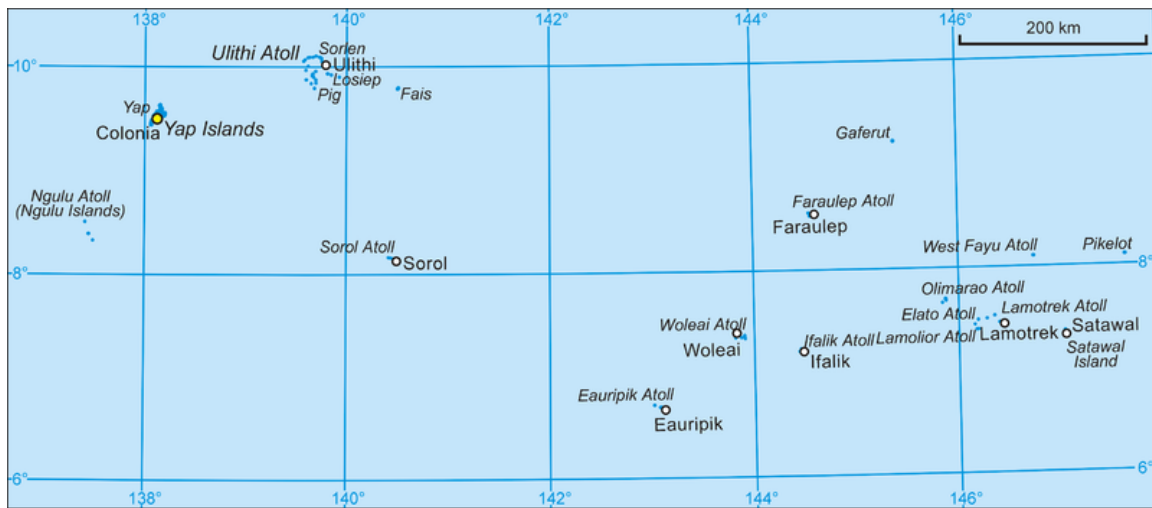 138°
140°
142°
144°
146°
200 km
Ulithi Atoll
Sorlen
Ulithi
10°
10°
Losiep
Pig
Fais
Yap
Colonia
Yap Islands
Gaferut
Ngulu Atoll
(Ngulu Islands)
Faraulep Atoll
Faraulep
Sorol Atoll
Sorol
West Fayu Atoll
Pikelot
8°
8°
Olimarao Atoll
Elato Atoll
Lamotrek Atoll
Woleai Atoll
Woleai
Ifalik Atoll
Ifalik
Lamolior Atoll
Lamotrek
Satawal
Satawal
Island
Eauripik Atoll
Eauripik
6°
6°
138°
140°
142°
144°
146°